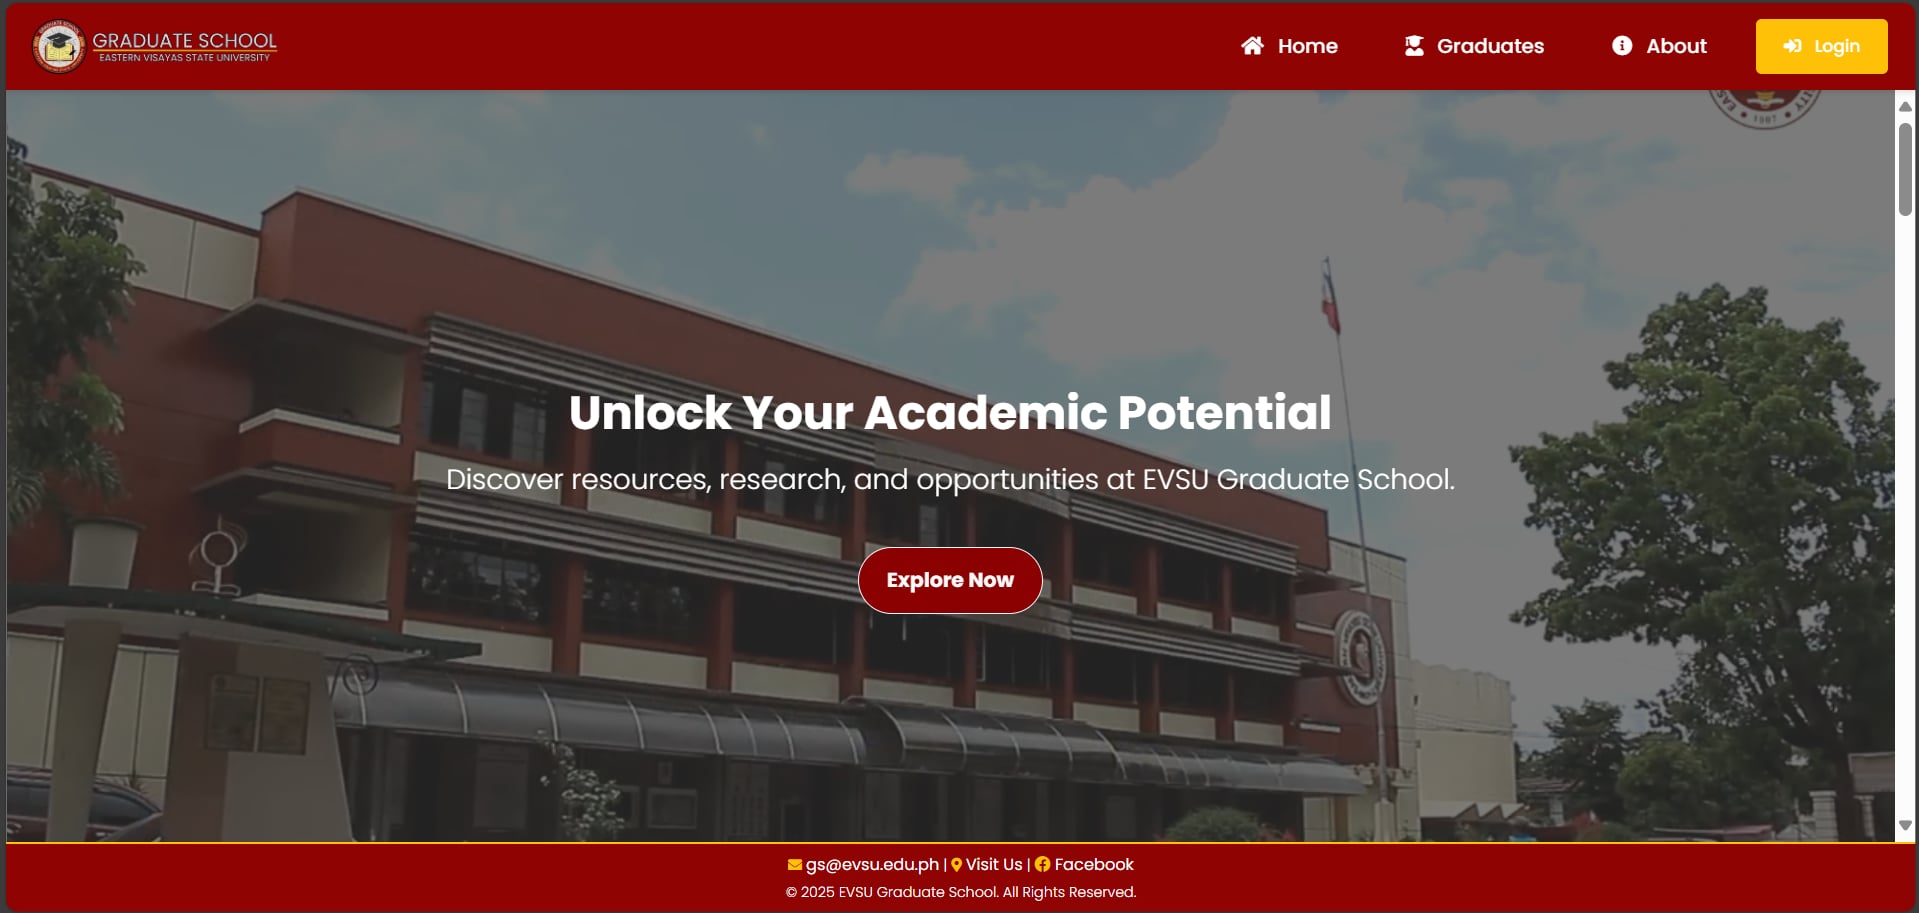 GRADUATE SCHOOL
EASTERN VISAYAS STATE UNIVERSITY
Home
Graduates
About
Login
1907
Unlock Your Academic Potential
Discover resources, research, and opportunities at EVSU Graduate School.
Explore Now
gs@evsu.edu.ph | Visit Us | Facebook
© 2025 EVSU Graduate School. All Rights Reserved.